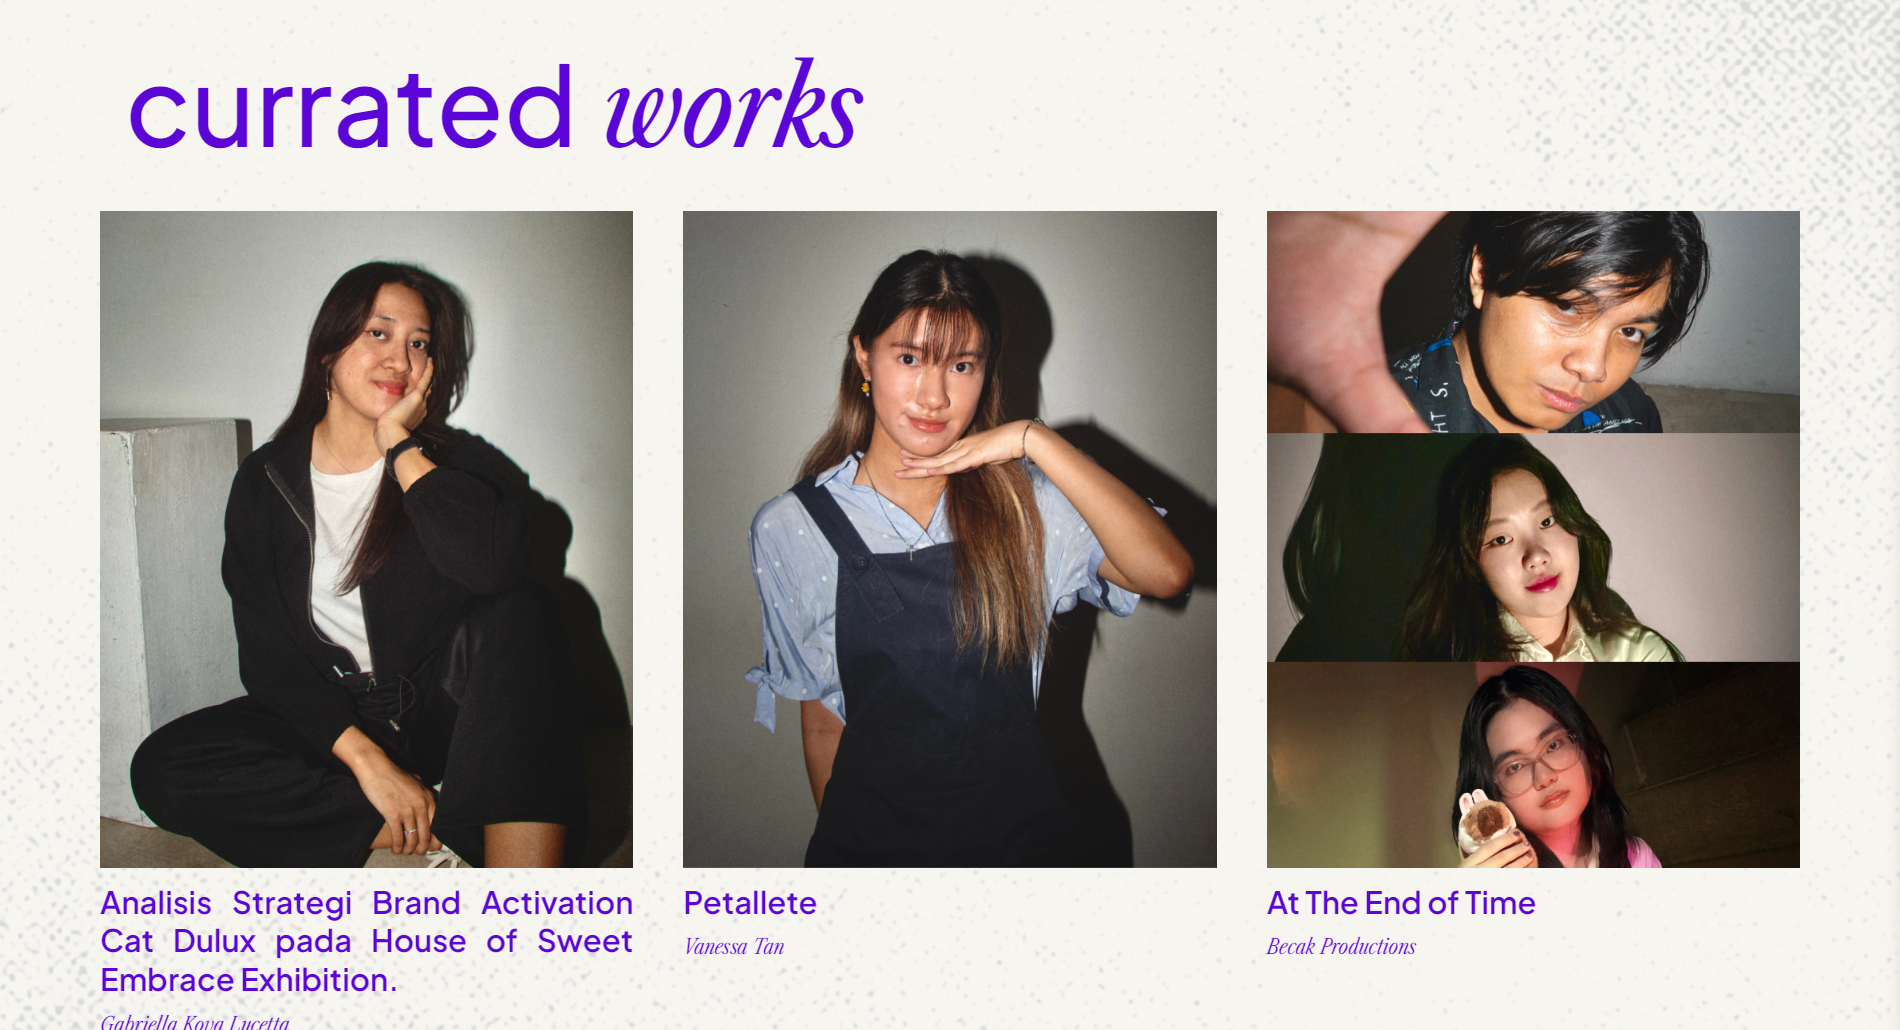 currated works
Analisis Strategi Brand Activation
Cat Dulux pada House of Sweet
Embrace Exhibition.
Gabriella Kova Lucetta
Petallete
Vanessa Tan
At The End of Time
Becak Productions